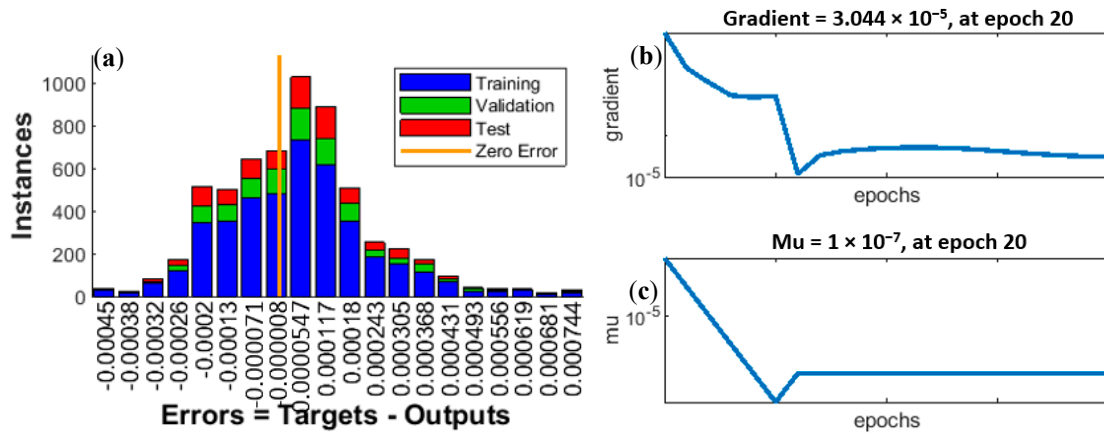 (a)
Instances
1000
800
600
400
200
0
Training
Validation
Test
Zero Error
-0.00045
-0.00038
-0.00032
-0.00026
-0.0002
-0.00013
-0.000071
-0.000008
0.0000547
0.000117
0.00018
0.000243
0.000305
0.000368
0.000431
0.000493
0.000556
0.000619
0.000681
0.000744
Errors = Targets - Outputs
Gradient = 3.044 × 10⁻⁵, at epoch 20
(b)
gradient
10⁻⁵
epochs
Mu = 1 × 10⁻⁷, at epoch 20
(c)
mu
10⁻⁵
epochs